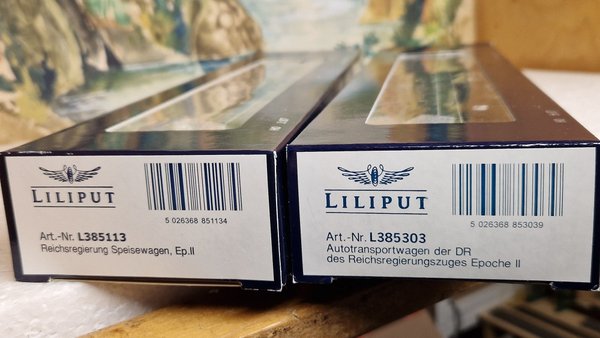 LILIPUT
5 026368 851134
Art.-Nr. L385113
Reichsregierung Speisewagen, Ep.II
LILIPUT
5 026368 853039
Art.-Nr. L385303
Autotransportwagen der DR
des Reichsregierungszuges Epoche II